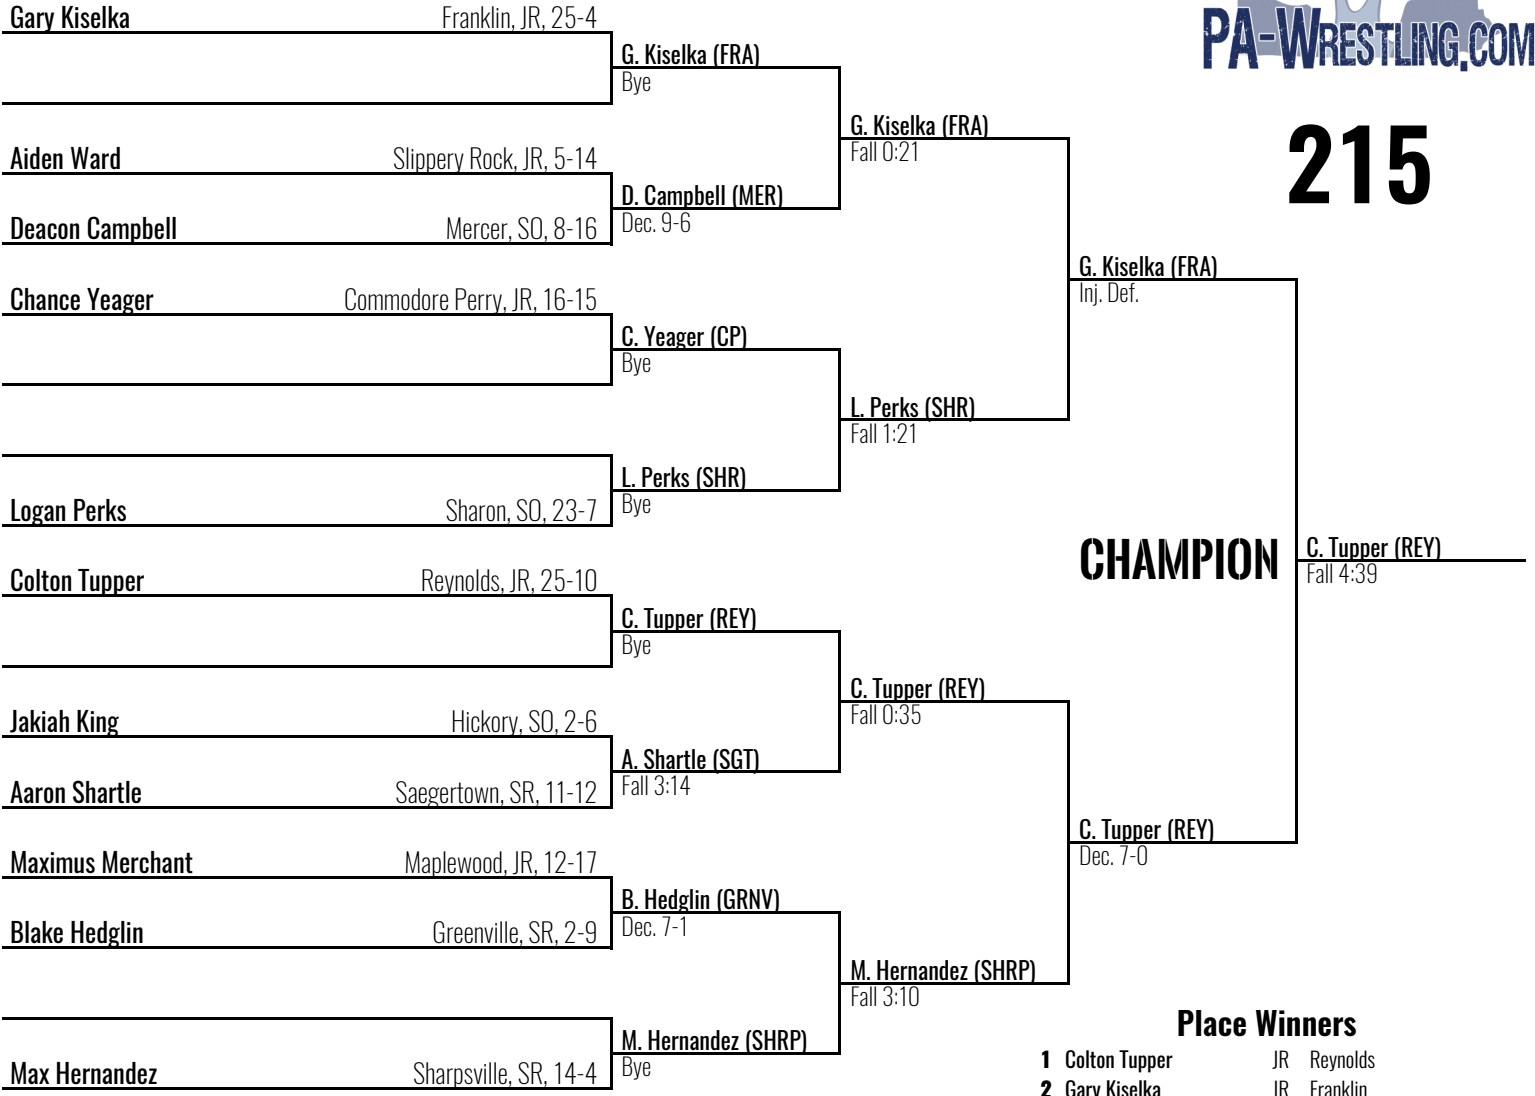 Gary Kiselka Franklin, JR, 25-4
PA-WRESTLING.COM
G. Kiselka (FRA)
Bye
G. Kiselka (FRA)
Fall 0:21
215
Aiden Ward Slippery Rock, JR, 5-14
D. Campbell (MER)
Dec. 9-6
Deacon Campbell Mercer, SO, 8-16
G. Kiselka (FRA)
Inj. Def.
Chance Yeager Commodore Perry, JR, 16-15
C. Yeager (CP)
Bye
L. Perks (SHR)
Fall 1:21
L. Perks (SHR)
Bye
Logan Perks Sharon, SO, 23-7
CHAMPION
C. Tupper (REY)
Fall 4:39
Colton Tupper Reynolds, JR, 25-10
C. Tupper (REY)
Bye
C. Tupper (REY)
Fall 0:35
Jakiah King Hickory, SO, 2-6
A. Shartle (SGT)
Fall 3:14
Aaron Shartle Saegertown, SR, 11-12
C. Tupper (REY)
Dec. 7-0
Maximus Merchant Maplewood, JR, 12-17
B. Hedglin (GRNV)
Dec. 7-1
Blake Hedglin Greenville, SR, 2-9
M. Hernandez (SHRP)
Fall 3:10
M. Hernandez (SHRP)
Bye
Max Hernandez Sharpsville, SR, 14-4
Place Winners
1 Colton Tupper JR Reynolds
2 Gary Kiselka JR Franklin